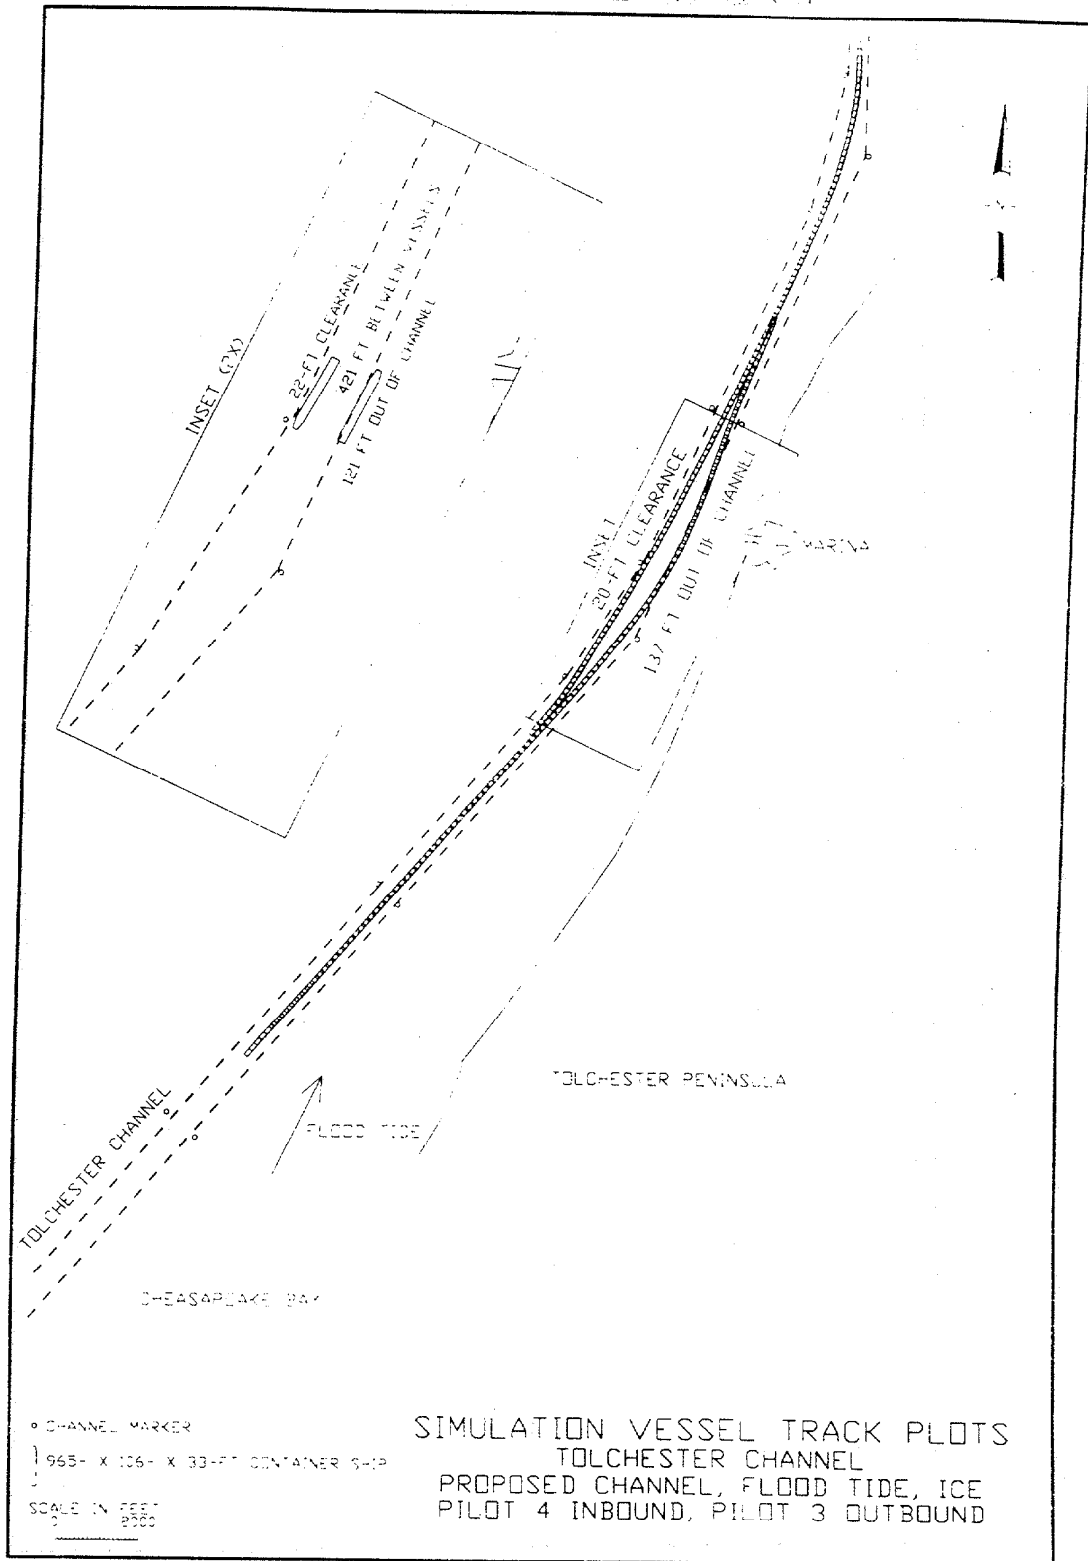 INSET (2X)
22-FT CLEARANCE
421 FT BETWEEN VESSELS
121 FT OUT OF CHANNEL
INSET
20-FT CLEARANCE
137 FT OUT OF CHANNEL
MARINA
TOLCHESTER PENINSULA
FLOOD TIDE
TOLCHESTER CHANNEL
CHEASAPEAKE BAY
CHANNEL MARKER
965- X 106- X 33-FT CONTAINER SHIP
SCALE IN FEET
0 2000
SIMULATION VESSEL TRACK PLOTS
TOLCHESTER CHANNEL
PROPOSED CHANNEL, FLOOD TIDE, ICE
PILOT 4 INBOUND, PILOT 3 OUTBOUND